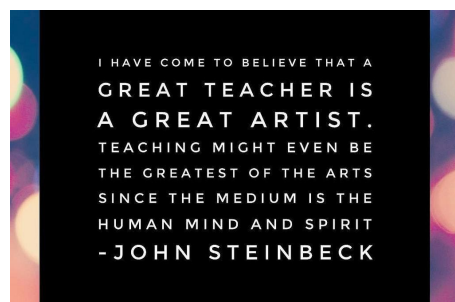 I HAVE COME TO BELIEVE THAT A
GREAT TEACHER IS
A GREAT ARTIST.
TEACHING MIGHT EVEN BE
THE GREATEST OF THE ARTS
SINCE THE MEDIUM IS THE
HUMAN MIND AND SPIRIT
-JOHN STEINBECK